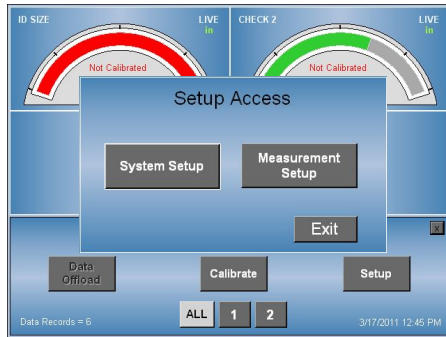 ID SIZE
LIVE
in
CHECK 2
LIVE
in
Not Calibrated
Not Calibrated
Setup Access
System Setup
Measurement
Setup
Exit
x
Data
Offload
Calibrate
Setup
ALL
1
2
Data Records = 6
3/17/2011 12:45 PM